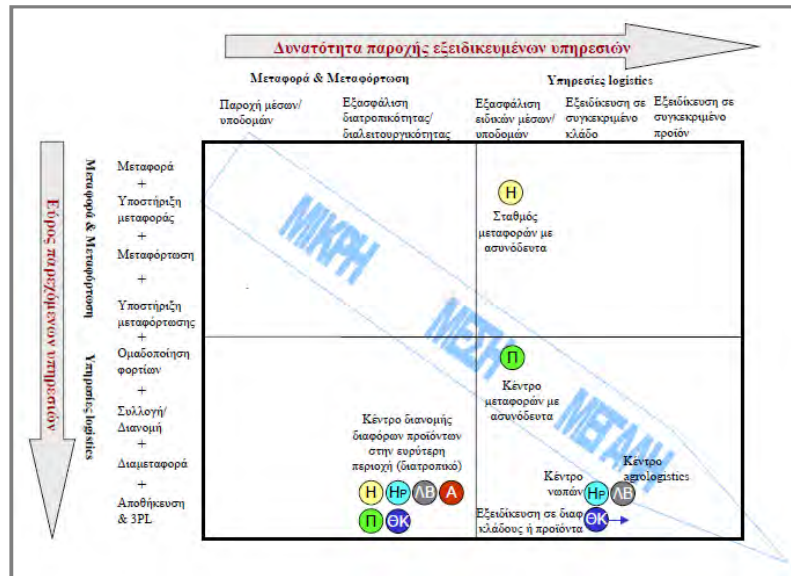 Δυνατότητα παροχής εξειδικευμένων υπηρεσιών
Μεταφορά & Μεταφόρτωση
Υπηρεσίες logistics
Παροχή μέσων/
υποδομών
Εξασφάλιση
διατροπικότητας/
διαλειτουργικότητας
Εξασφάλιση
ειδικών μέσων/
υποδομών
Εξειδίκευση σε
συγκεκριμένο
κλάδο
Εξειδίκευση σε
συγκεκριμένο
προϊόν
Εύρος παρεχόμενων υπηρεσιών
Μεταφορά & Μεταφόρτωση
Υπηρεσίες logistics
Μεταφορά
+
Υποστήριξη
μεταφοράς
+
Μεταφόρτωση
+
Υποστήριξη
μεταφόρτωσης
+
Ομαδοποίηση
φορτίων
+
Συλλογή/
Διανομή
+
Διαμεταφορά
+
Αποθήκευση
& 3PL
ΜΙΚΡΗ
ΜΕΣΗ
ΜΕΓΑΛΗ
Η
Σταθμός
μεταφορών με
ασυνόδευτα
Π
Κέντρο
μεταφορών με
ασυνόδευτα
Κέντρο διανομής
διαφόρων προϊόντων
στην ευρύτερη
περιοχή (διατροπικό)
Η Ηρ ΛΒ Α
Π ΘΚ
Κέντρο
νωπών
Κέντρο
agrologistics
Ηρ ΛΒ
Εξειδίκευση σε διαφ
κλάδους ή προϊόντα
ΘΚ